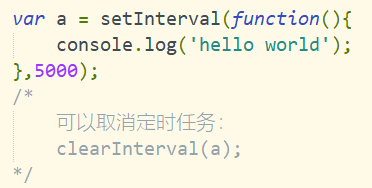 var a = setInterval(function(){
    console.log('hello world');
},5000);
/*
    可以取消定时任务：
    clearInterval(a);
*/